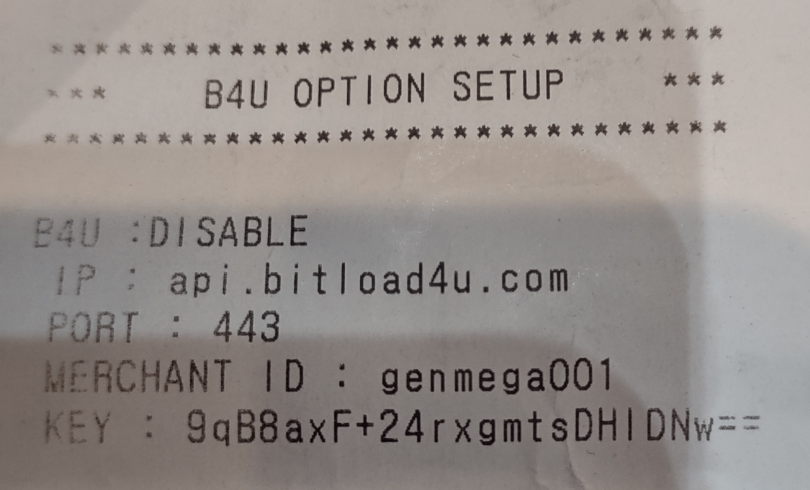 ********************************
*** B4U OPTION SETUP ***
********************************
B4U :DISABLE
IP : api.bitload4u.com
PORT : 443
MERCHANT ID : genmega001
KEY : 9qB8axF+24rxgmtsDHIDNw==